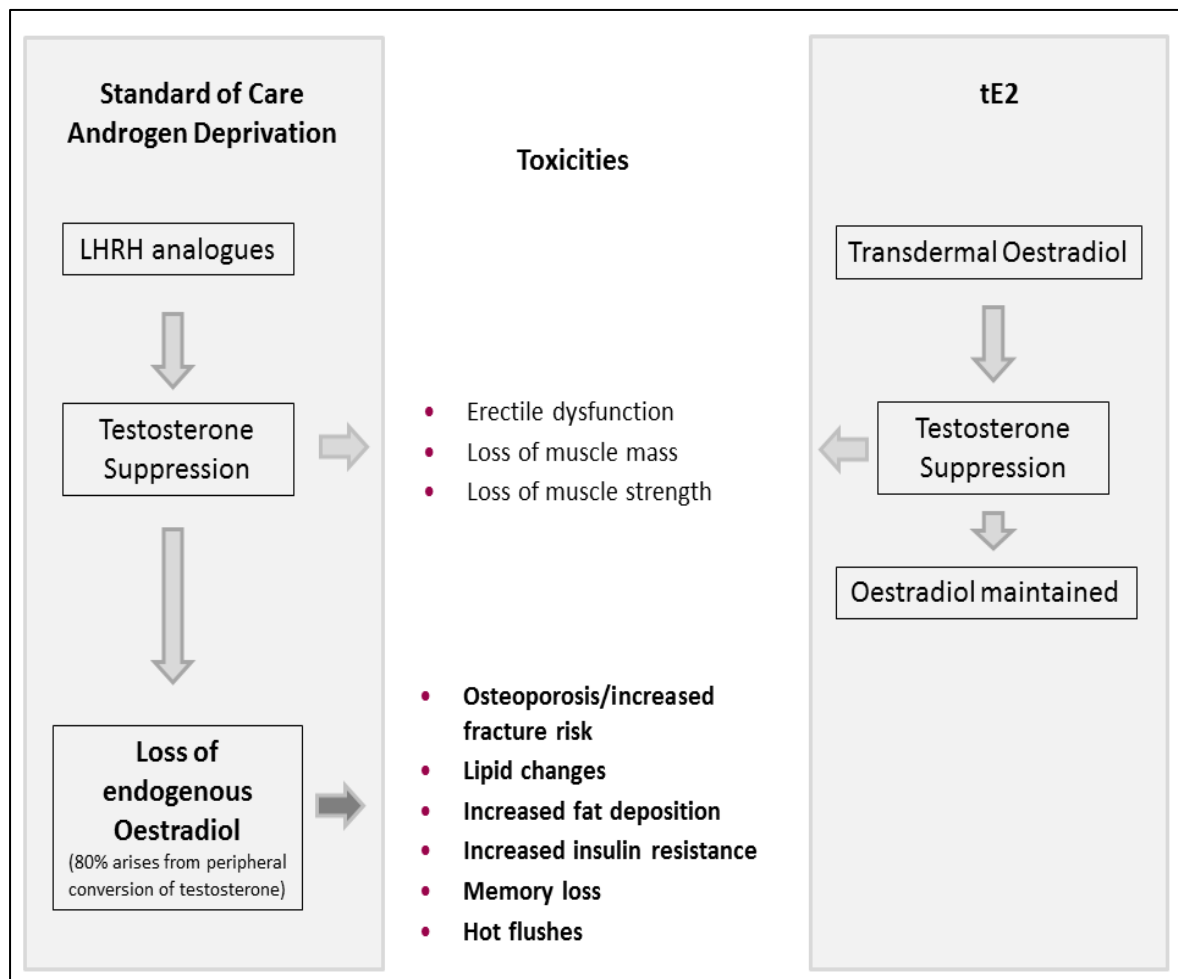 Standard of Care
Androgen Deprivation
LHRH analogues
Testosterone
Suppression
Loss of
endogenous
Oestradiol
(80% arises from peripheral
conversion of testosterone)
Toxicities
• Erectile dysfunction
• Loss of muscle mass
• Loss of muscle strength
• Osteoporosis/increased
fracture risk
• Lipid changes
• Increased fat deposition
• Increased insulin resistance
• Memory loss
• Hot flushes
tE2
Transdermal Oestradiol
Testosterone
Suppression
Oestradiol maintained